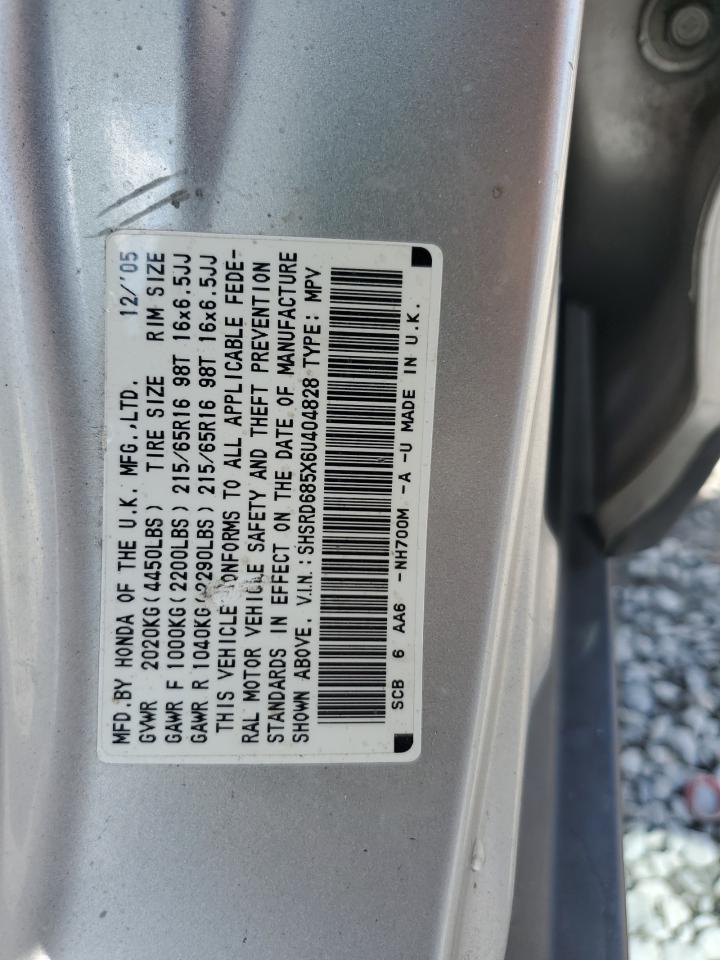 MFD.BY HONDA OF THE U.K. MFG.,LTD. 12/'05
GVWR 2020KG(4450LBS) TIRE SIZE RIM SIZE
GAWR F 1000KG(2200LBS) 215/65R16 98T 16x6.5JJ
GAWR R 1040KG(2290LBS) 215/65R16 98T 16x6.5JJ
THIS VEHICLE CONFORMS TO ALL APPLICABLE FEDE-
RAL MOTOR VEHICLE SAFETY AND THEFT PREVENTION
STANDARDS IN EFFECT ON THE DATE OF MANUFACTURE
SHOWN ABOVE. V.I.N.:SHSRD685X6U404828 TYPE: MPV
SCB 6 AA6 -NH700M -A -U MADE IN U.K.